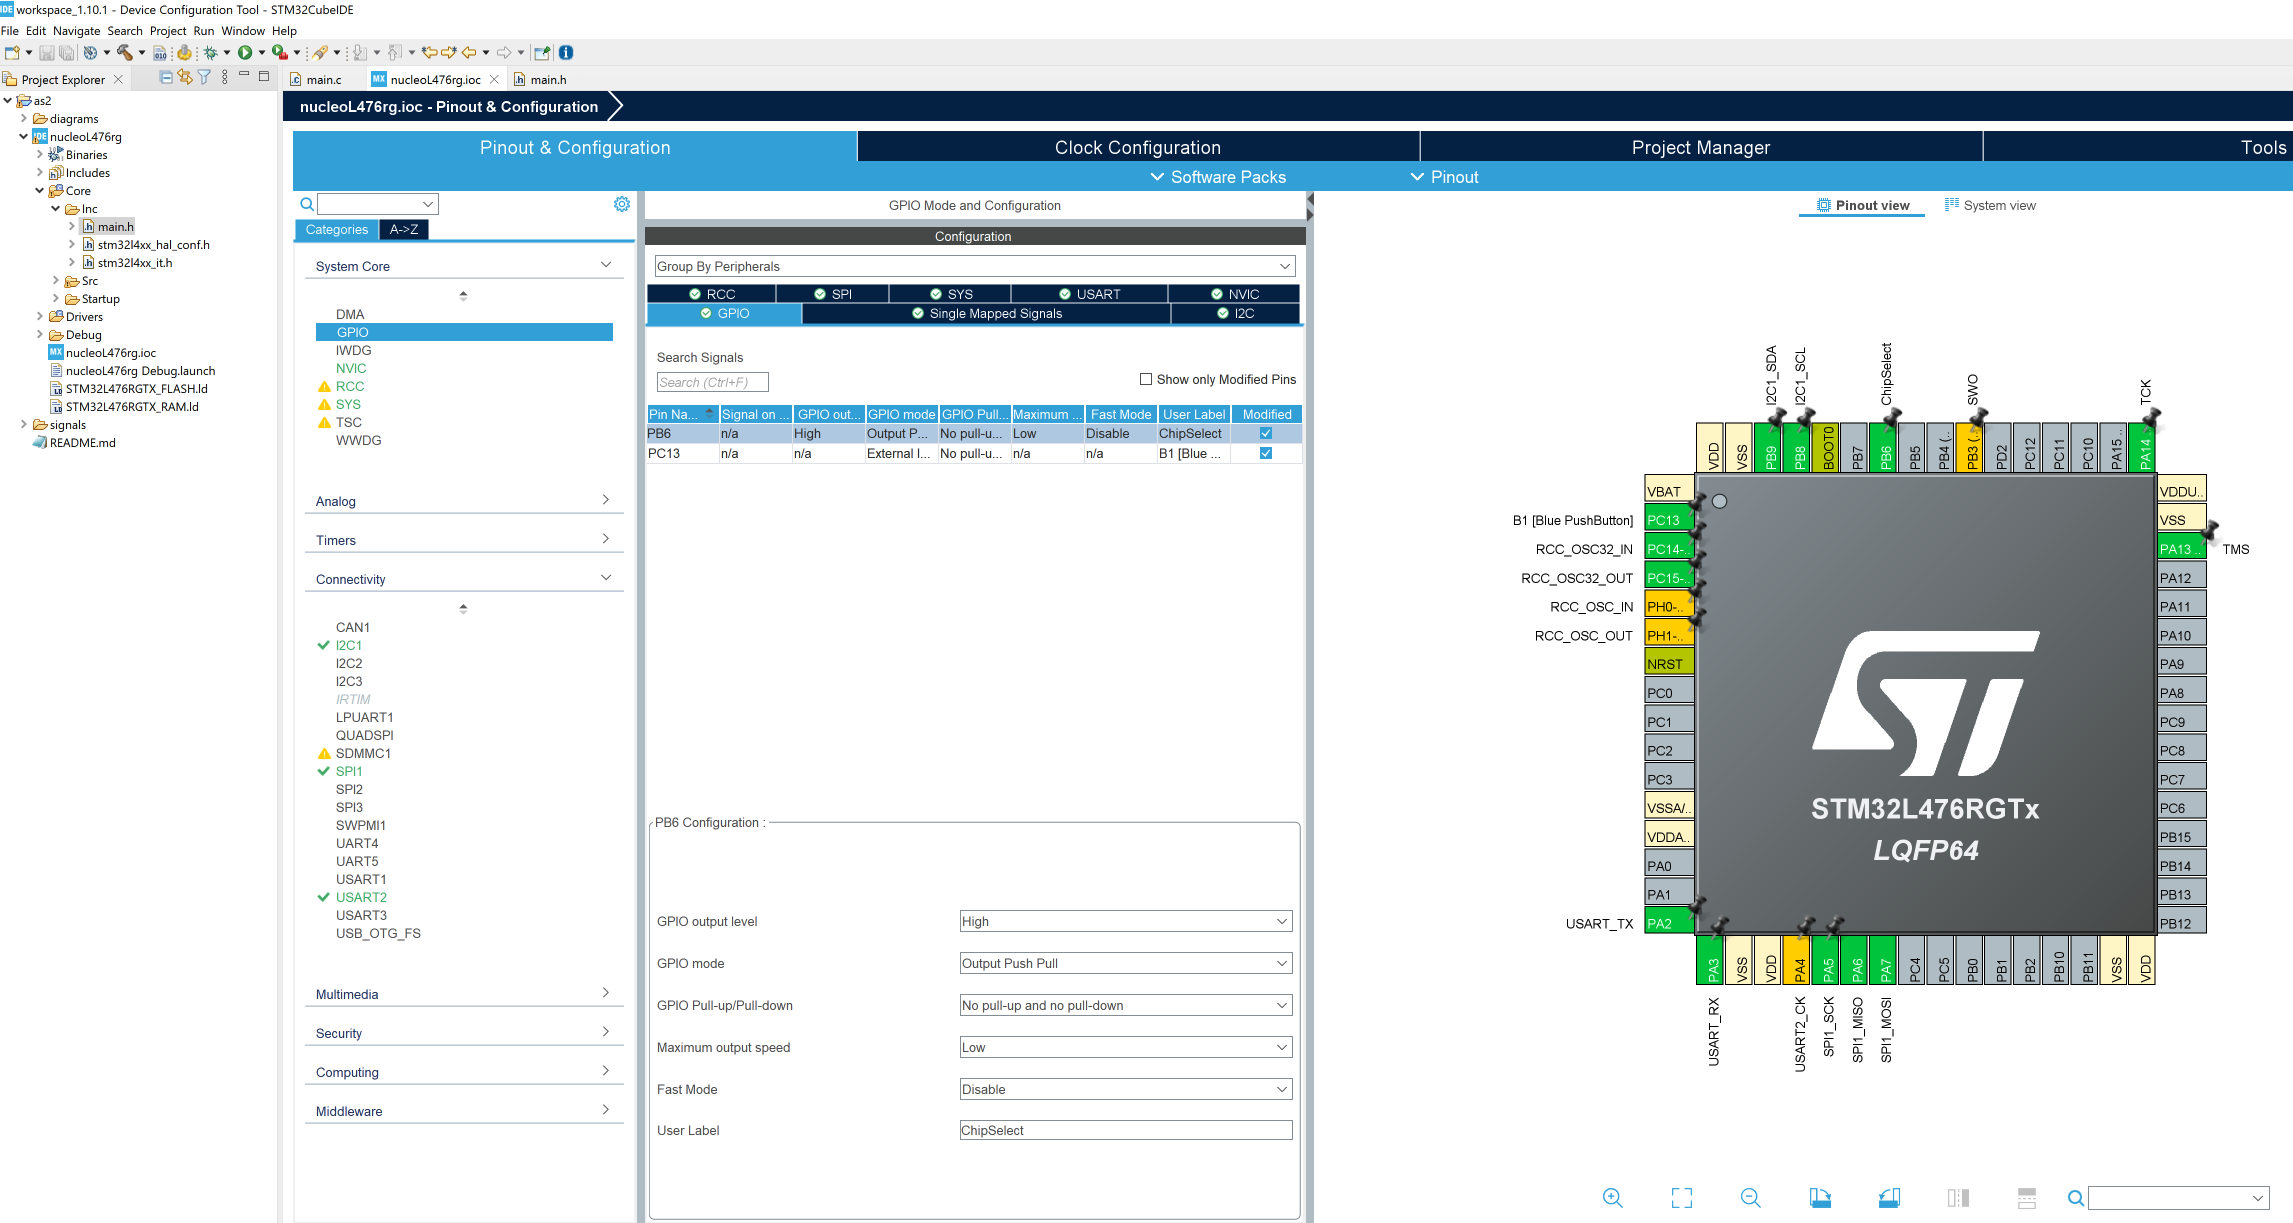 IDE workspace_1.10.1 - Device Configuration Tool - STM32CubeIDE
File Edit Navigate Search Project Run Window Help
Project Explorer
main.c
MX nucleoL476rg.ioc
main.h
as2
diagrams
nucleoL476rg
Binaries
Includes
Core
Inc
main.h
stm32l4xx_hal_conf.h
stm32l4xx_it.h
Src
Startup
Drivers
Debug
MX nucleoL476rg.ioc
nucleoL476rg Debug.launch
STM32L476RGTX_FLASH.ld
STM32L476RGTX_RAM.ld
signals
README.md
nucleoL476rg.ioc - Pinout & Configuration
Pinout & Configuration
Clock Configuration
Project Manager
Tools
Software Packs
Pinout
Categories
A->Z
System Core
DMA
GPIO
IWDG
NVIC
RCC
SYS
TSC
WWDG
Analog
Timers
Connectivity
CAN1
I2C1
I2C2
I2C3
IRTIM
LPUART1
QUADSPI
SDMMC1
SPI1
SPI2
SPI3
SWPMI1
UART4
UART5
USART1
USART2
USART3
USB_OTG_FS
Multimedia
Security
Computing
Middleware
GPIO Mode and Configuration
Configuration
Group By Peripherals
RCC SPI SYS USART NVIC
GPIO Single Mapped Signals I2C
Search Signals
Search (Ctrl+F)
Show only Modified Pins
Pin Na... Signal on ... GPIO out... GPIO mode GPIO Pull... Maximum ... Fast Mode User Label Modified
PB6 n/a High Output P... No pull-u... Low Disable ChipSelect
PC13 n/a n/a External I... No pull-u... n/a n/a B1 [Blue ...
PB6 Configuration :
GPIO output level High
GPIO mode Output Push Pull
GPIO Pull-up/Pull-down No pull-up and no pull-down
Maximum output speed Low
Fast Mode Disable
User Label ChipSelect
Pinout view
System view
I2C1_SDA
I2C1_SCL
ChipSelect
SWO
TCK
VDD
VSS
PB9
PB8
BOOT0
PB7
PB6
PB5
PB4 (..
PB3 (..
PD2
PC12
PC11
PC10
PA15 ..
PA14
VBAT
B1 [Blue PushButton] PC13
RCC_OSC32_IN PC14-..
RCC_OSC32_OUT PC15-..
RCC_OSC_IN PH0-..
RCC_OSC_OUT PH1-..
NRST
PC0
PC1
PC2
PC3
VSSA/..
VDDA..
PA0
PA1
USART_TX PA2
VDDU..
VSS
PA13 .. TMS
PA12
PA11
PA10
PA9
PA8
PC9
PC8
PC7
PC6
PB15
PB14
PB13
PB12
ST
STM32L476RGTx
LQFP64
PA3
VSS
VDD
PA4
PA5
PA6
PA7
PC4
PC5
PB0
PB1
PB2
PB10
PB11
VSS
VDD
USART_RX
USART2_CK
SPI1_SCK
SPI1_MISO
SPI1_MOSI